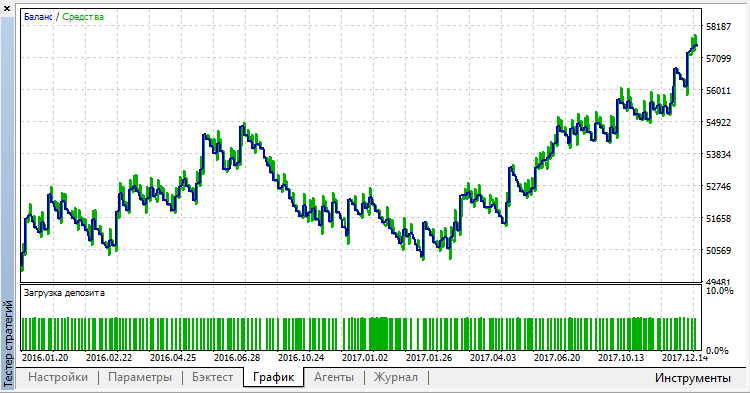 Баланс / Средства
58187
57099
56011
54922
53834
52746
51658
50569
49481
Загрузка депозита
10.0%
0.0%
2016.01.20 2016.02.22 2016.04.25 2016.06.28 2016.10.24 2017.01.02 2017.01.26 2017.04.03 2017.06.20 2017.10.13 2017.12.14
Тестер стратегий
Настройки Параметры Бэктест График Агенты Журнал Инструменты